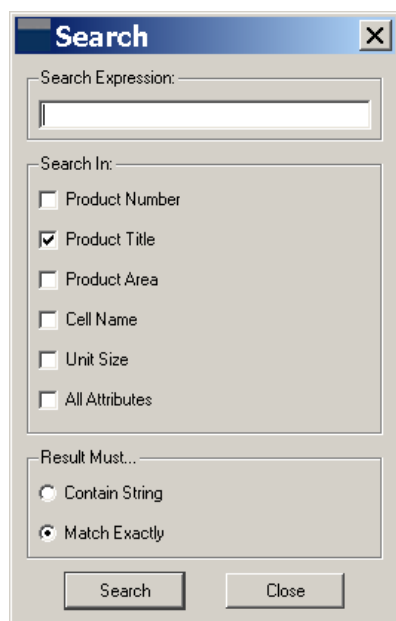 Search
Search Expression:
Search In:
Product Number
Product Title
Product Area
Cell Name
Unit Size
All Attributes
Result Must...
Contain String
Match Exactly
Search Close